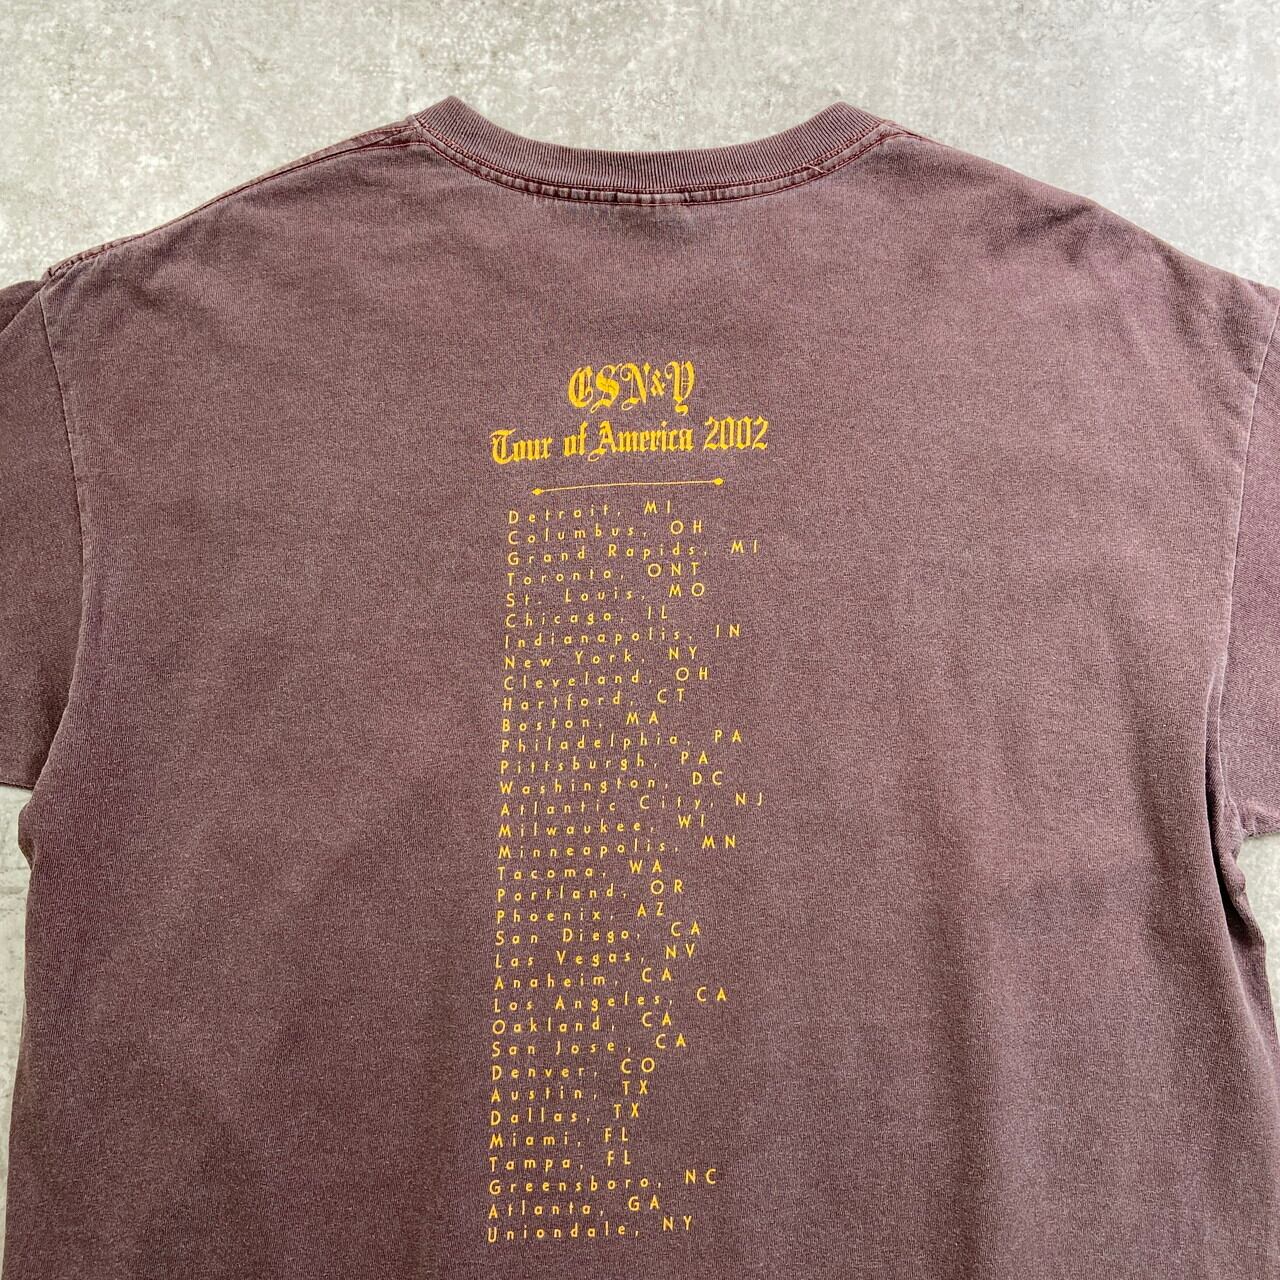 CSN&Y
Tour of America 2002
Detroit, MI
Columbus, OH
Grand Rapids, MI
Toronto, ONT
St. Louis, MO
Chicago, IL
Indianapolis, IN
New York, NY
Cleveland, OH
Hartford, CT
Boston, MA
Philadelphia, PA
Pittsburgh, PA
Washington, DC
Atlantic City, NJ
Milwaukee, WI
Minneapolis, MN
Tacoma, WA
Portland, OR
Phoenix, AZ
San Diego, CA
Las Vegas, NV
Anaheim, CA
Los Angeles, CA
Oakland, CA
San Jose, CA
Denver, CO
Austin, TX
Dallas, TX
Miami, FL
Tampa, FL
Greensboro, NC
Atlanta, GA
Uniondale, NY